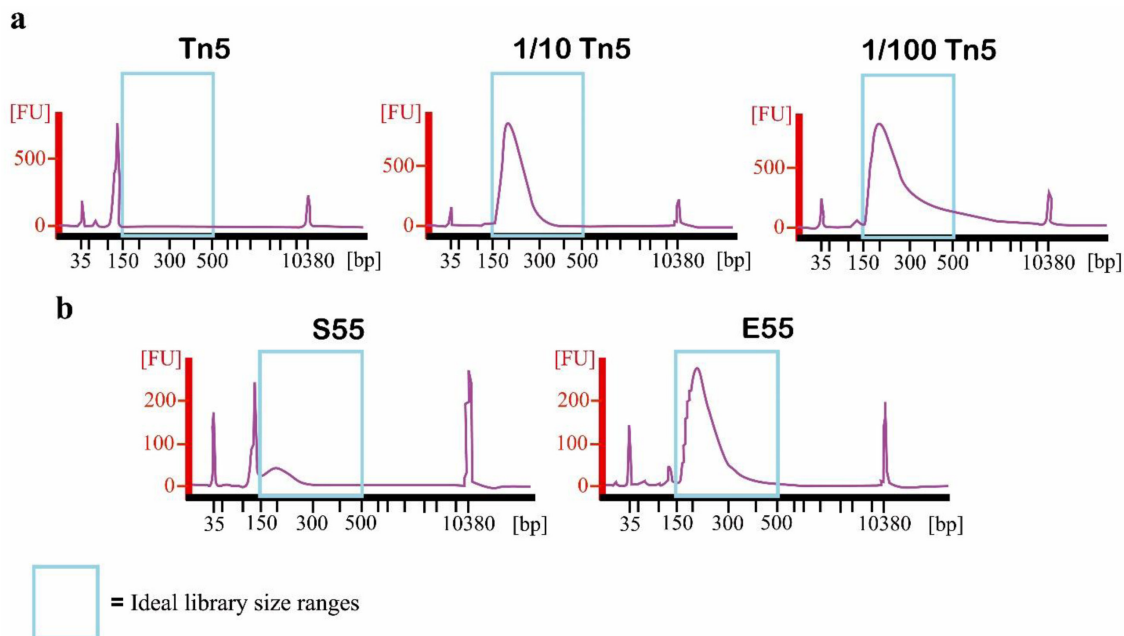 a
Tn5 1/10 Tn5 1/100 Tn5
[FU] [FU] [FU]
500 500 500
0 0 0
35 150 300 500 10380 [bp] 35 150 300 500 10380 [bp] 35 150 300 500 10380 [bp]
b
S55 E55
[FU] [FU]
200 200
100 100
0 0
35 150 300 500 10380 [bp] 35 150 300 500 10380 [bp]
= Ideal library size ranges